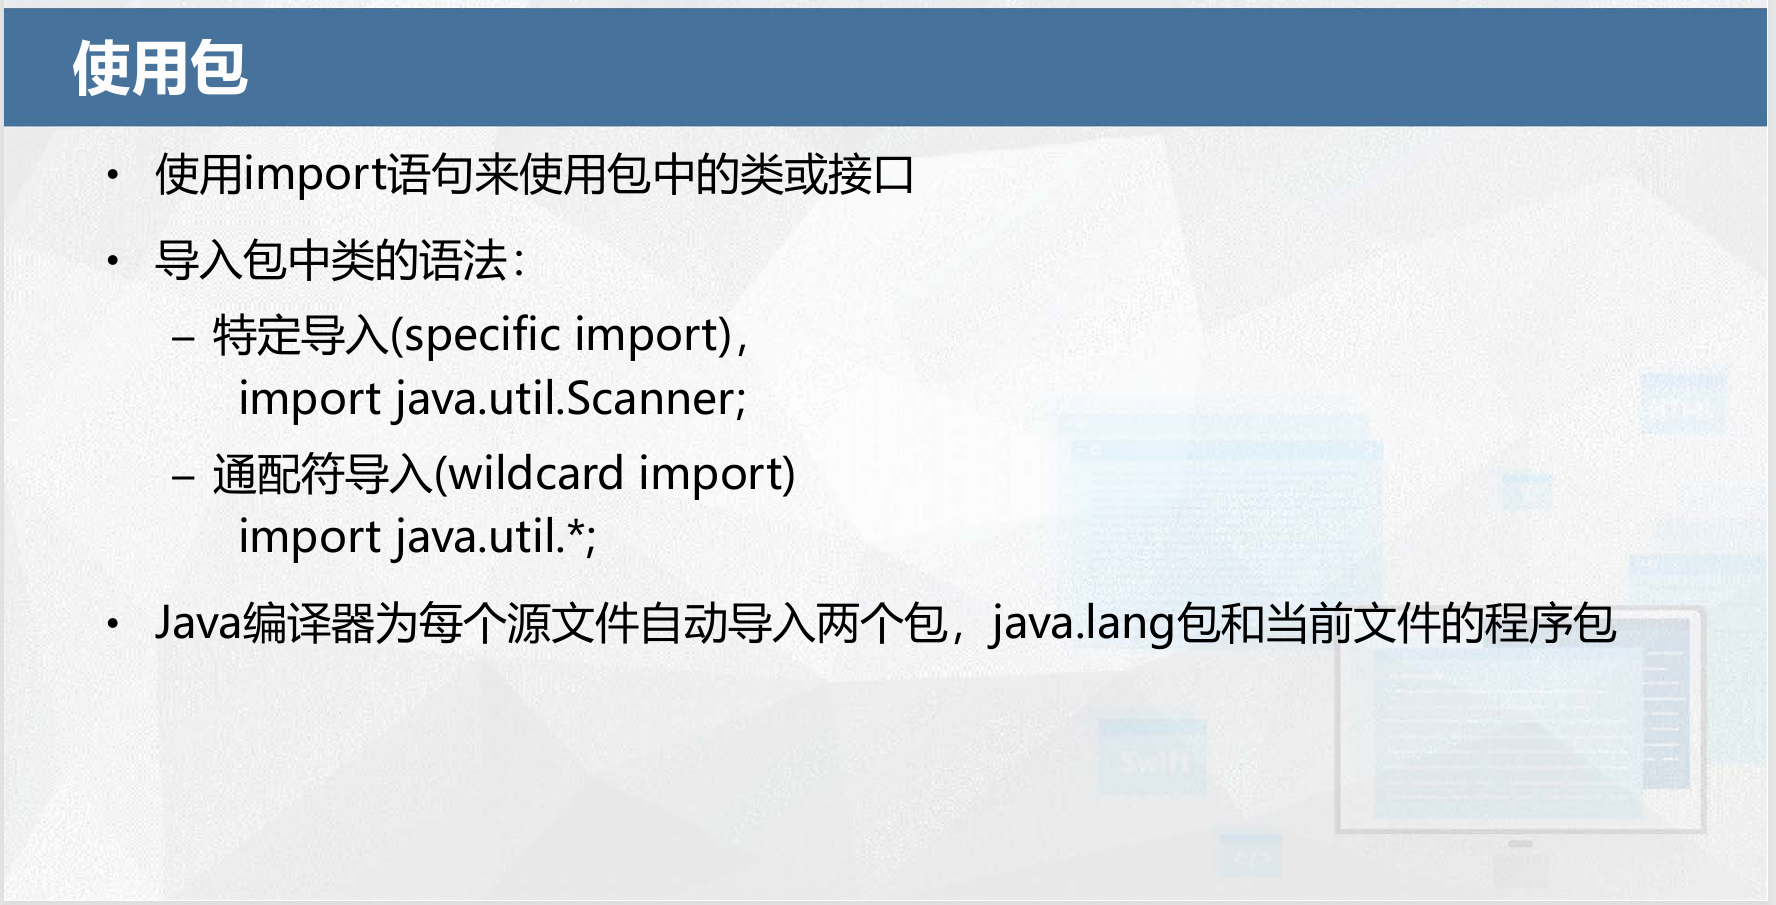 使用包
• 使用import语句来使用包中的类或接口
• 导入包中类的语法：
– 特定导入(specific import)，
import java.util.Scanner;
– 通配符导入(wildcard import)
import java.util.*;
• Java编译器为每个源文件自动导入两个包，java.lang包和当前文件的程序包
HTML
Swift
</>